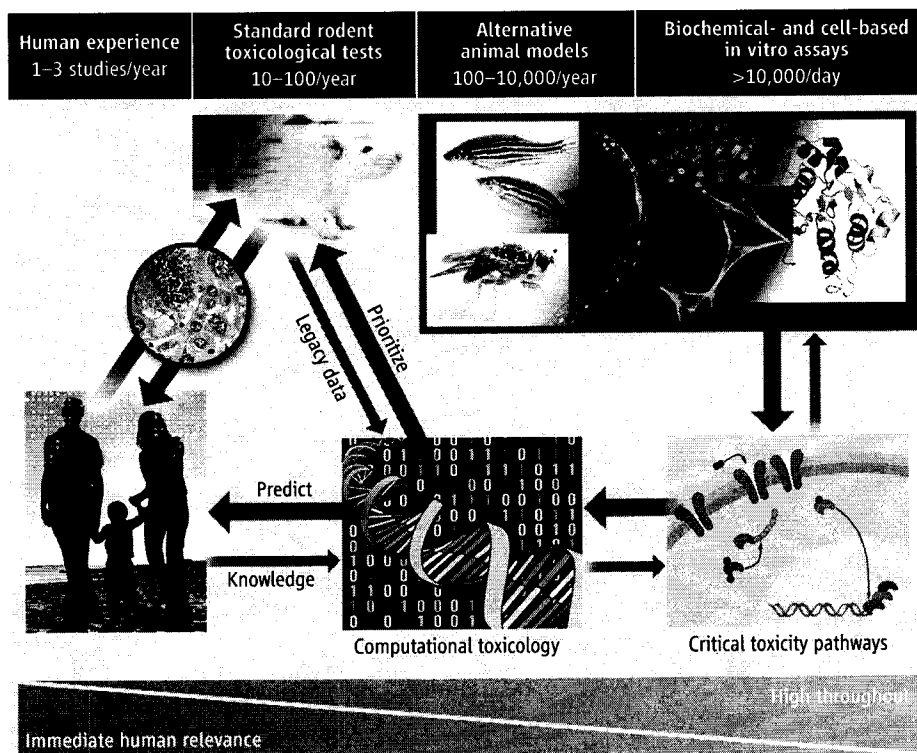 Human experience
1–3 studies/year
Standard rodent
toxicological tests
10–100/year
Alternative
animal models
100–10,000/year
Biochemical- and cell-based
in vitro assays
>10,000/day
Legacy data
Prioritize
Predict
Knowledge
Computational toxicology
Critical toxicity pathways
High throughout
Immediate human relevance